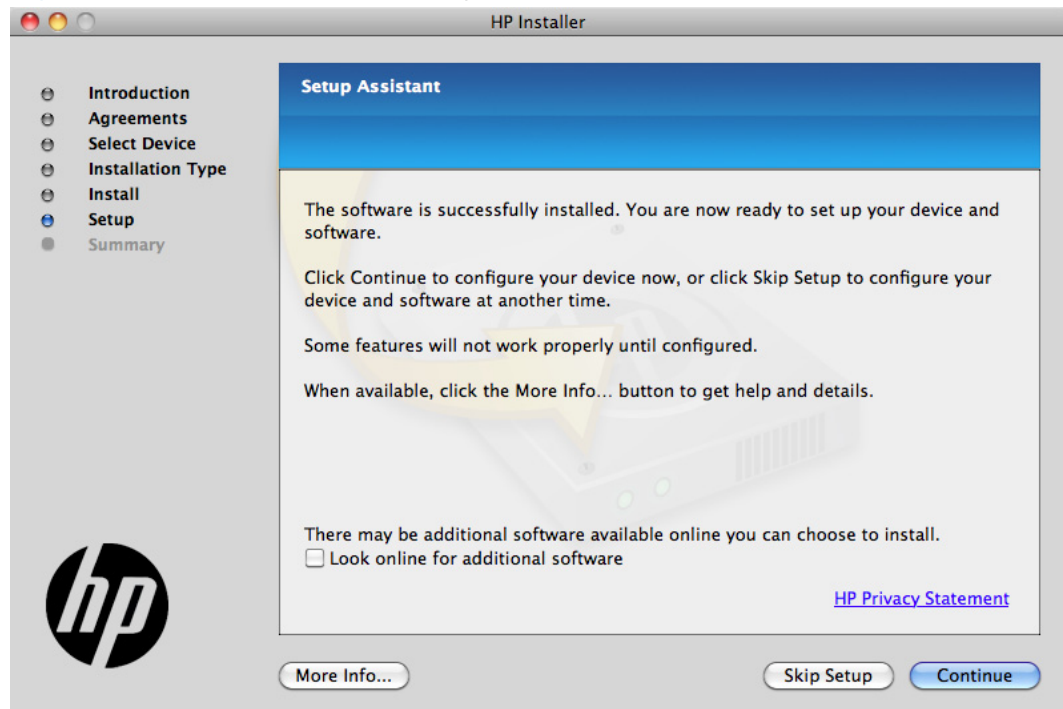 HP Installer
Introduction
Agreements
Select Device
Installation Type
Install
Setup
Summary
Setup Assistant
The software is successfully installed. You are now ready to set up your device and
software.
Click Continue to configure your device now, or click Skip Setup to configure your
device and software at another time.
Some features will not work properly until configured.
When available, click the More Info... button to get help and details.
There may be additional software available online you can choose to install.
Look online for additional software
HP Privacy Statement
hp
More Info...
Skip Setup
Continue